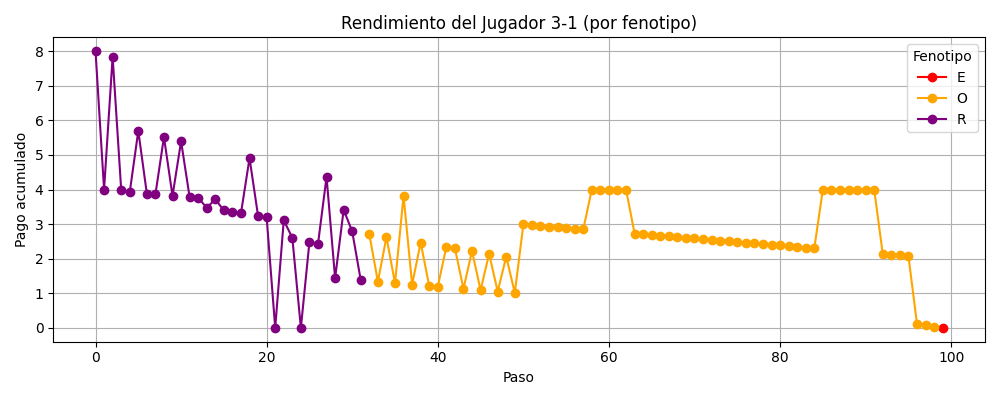 Rendimiento del Jugador 3-1 (por fenotipo)
Pago acumulado
8
7
6
5
4
3
2
1
0
Fenotipo
E
O
R
0 20 40 60 80 100
Paso